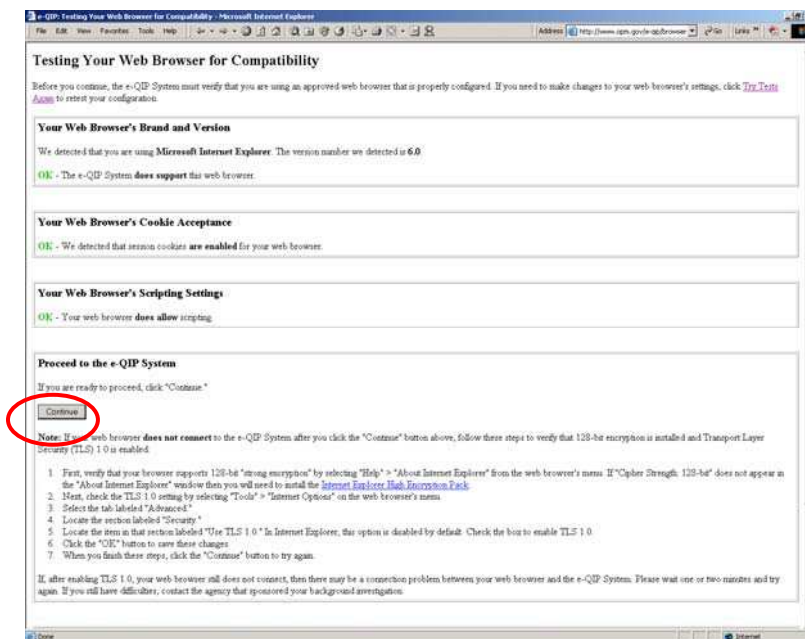 e-QIP: Testing Your Web Browser for Compatibility - Microsoft Internet Explorer
File Edit View Favorites Tools Help
Address http://www.opm.gov/e-qip/browser Go Links
Testing Your Web Browser for Compatibility
Before you continue, the e-QIP System must verify that you are using an approved web browser that is properly configured. If you need to make changes to your web browser's settings, click Try Tests
Again to retest your configuration.
Your Web Browser's Brand and Version
We detected that you are using Microsoft Internet Explorer. The version number we detected is 6.0
OK - The e-QIP System does support this web browser.
Your Web Browser's Cookie Acceptance
OK - We detected that session cookies are enabled for your web browser.
Your Web Browser's Scripting Settings
OK - Your web browser does allow scripting.
Proceed to the e-QIP System
If you are ready to proceed, click "Continue."
Continue
Note: If your web browser does not connect to the e-QIP System after you click the "Continue" button above, follow these steps to verify that 128-bit encryption is installed and Transport Layer
Security (TLS) 1.0 is enabled.
1. First, verify that your browser supports 128-bit "strong encryption" by selecting "Help" > "About Internet Explorer" from the web browser's menu. If "Cipher Strength: 128-bit" does not appear in
the "About Internet Explorer" window then you will need to install the Internet Explorer High Encryption Pack.
2. Next, check the TLS 1.0 setting by selecting "Tools" > "Internet Options" on the web browser's menu.
3. Select the tab labeled "Advanced."
4. Locate the section labeled "Security."
5. Locate the item in that section labeled "Use TLS 1.0." In Internet Explorer, this option is disabled by default. Check the box to enable TLS 1.0.
6. Click the "OK" button to save these changes.
7. When you finish these steps, click the "Continue" button to try again.
If, after enabling TLS 1.0, your web browser still does not connect, then there may be a connection problem between your web browser and the e-QIP System. Please wait one or two minutes and try
again. If you still have difficulties, contact the agency that sponsored your background investigation.
Done
Internet